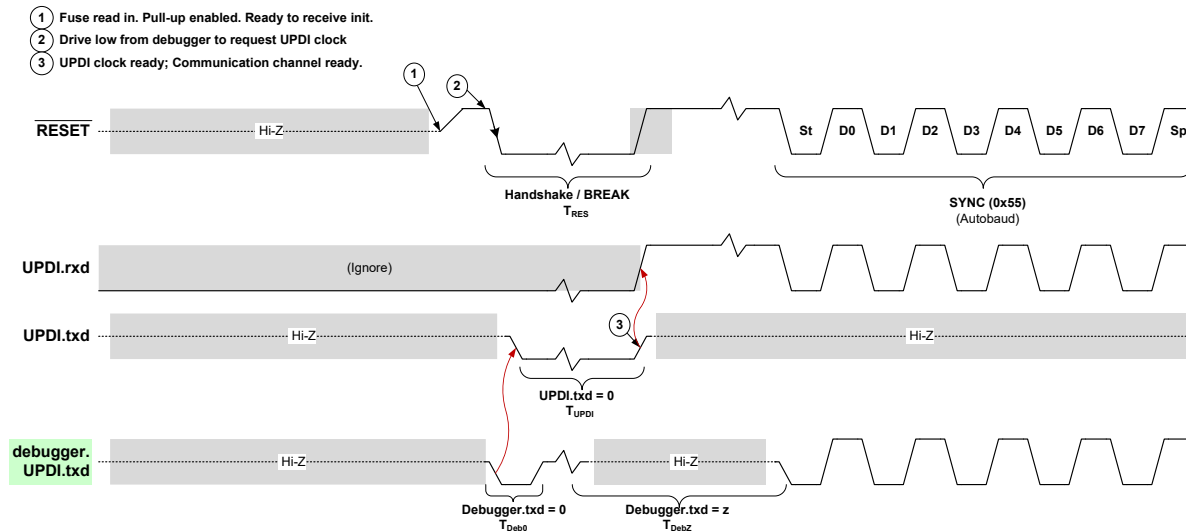 1 Fuse read in. Pull-up enabled. Ready to receive init.
2 Drive low from debugger to request UPDI clock
3 UPDI clock ready; Communication channel ready.
1
2
RESET
Hi-Z
St D0 D1 D2 D3 D4 D5 D6 D7 Sp
Handshake / BREAK
TRES
SYNC (0x55)
(Autobaud)
UPDI.rxd
(Ignore)
UPDI.txd
Hi-Z
3
Hi-Z
UPDI.txd = 0
TUPDI
debugger.
UPDI.txd
Hi-Z
Hi-Z
Debugger.txd = 0
TDeb0
Debugger.txd = z
TDebZ